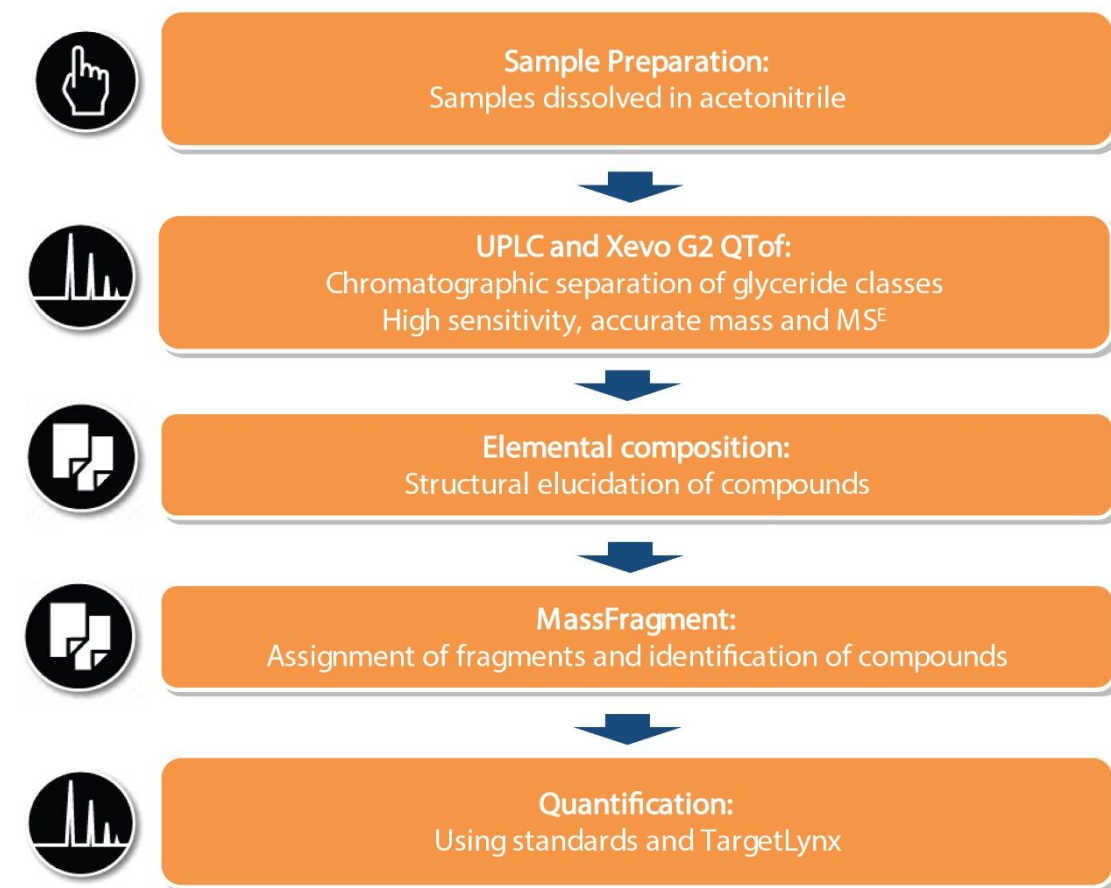 Sample Preparation:
Samples dissolved in acetonitrile
UPLC and Xevo G2 QTof:
Chromatographic separation of glyceride classes
High sensitivity, accurate mass and MSᴱ
Elemental composition:
Structural elucidation of compounds
MassFragment:
Assignment of fragments and identification of compounds
Quantification:
Using standards and TargetLynx